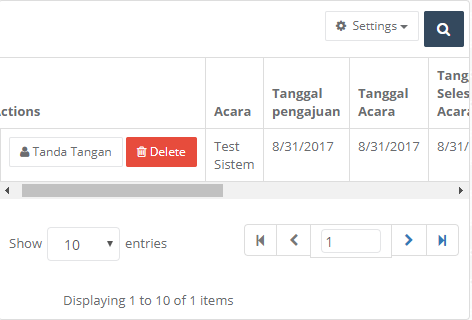 Settings
Actions
Acara
Tanggal
pengajuan
Tanggal
Acara
Tang
Seles
Acara
Tanda Tangan
Delete
Test
Sistem
8/31/2017
8/31/2017
8/31/
Show 10 entries
1
Displaying 1 to 10 of 1 items